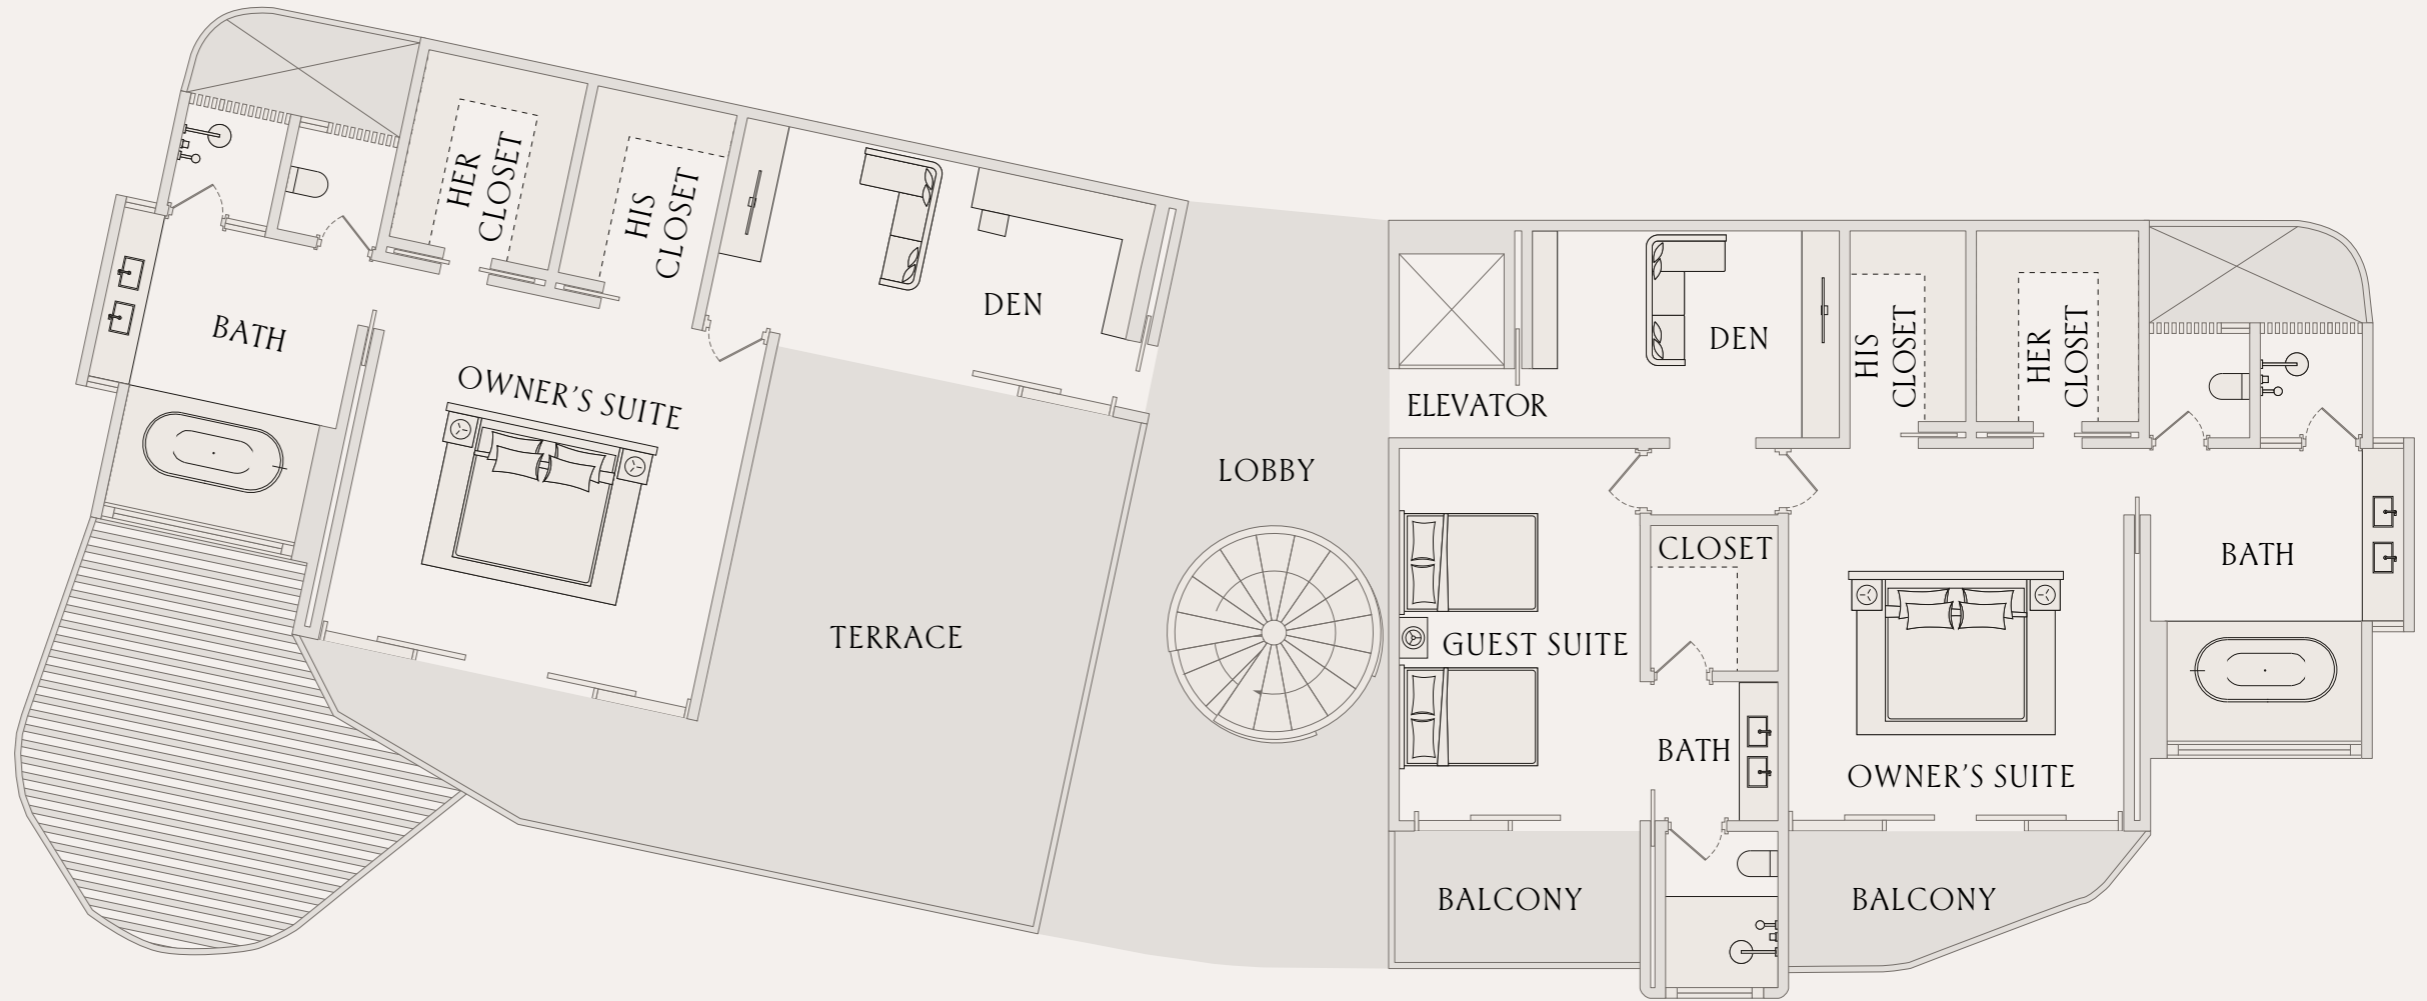 HER
CLOSET
HIS
CLOSET
DEN
BATH
OWNER'S SUITE
TERRACE
LOBBY
ELEVATOR
DEN
HIS
CLOSET
HER
CLOSET
CLOSET
GUEST SUITE
BATH
BATH
OWNER'S SUITE
BALCONY
BALCONY